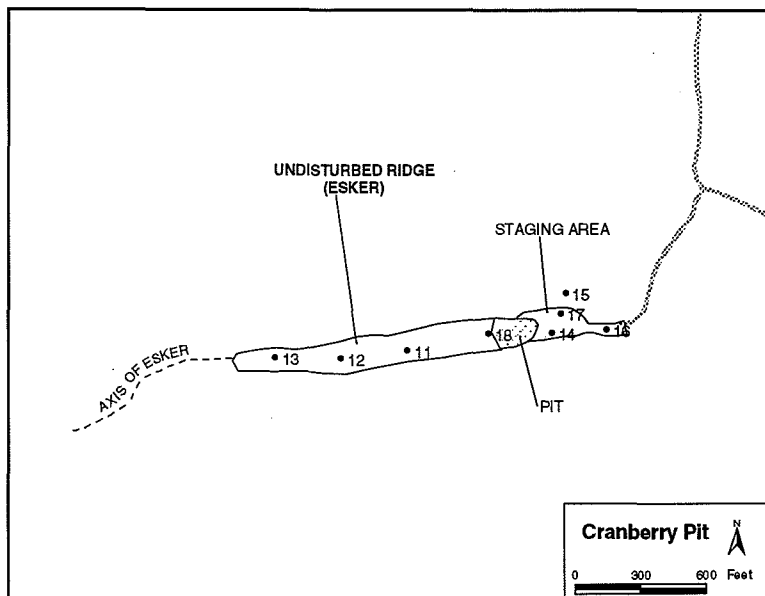 UNDISTURBED RIDGE
(ESKER)
STAGING AREA
15
17
18
14
16
11
12
13
AXIS OF ESKER
PIT
Cranberry Pit
N
0 300 600 Feet